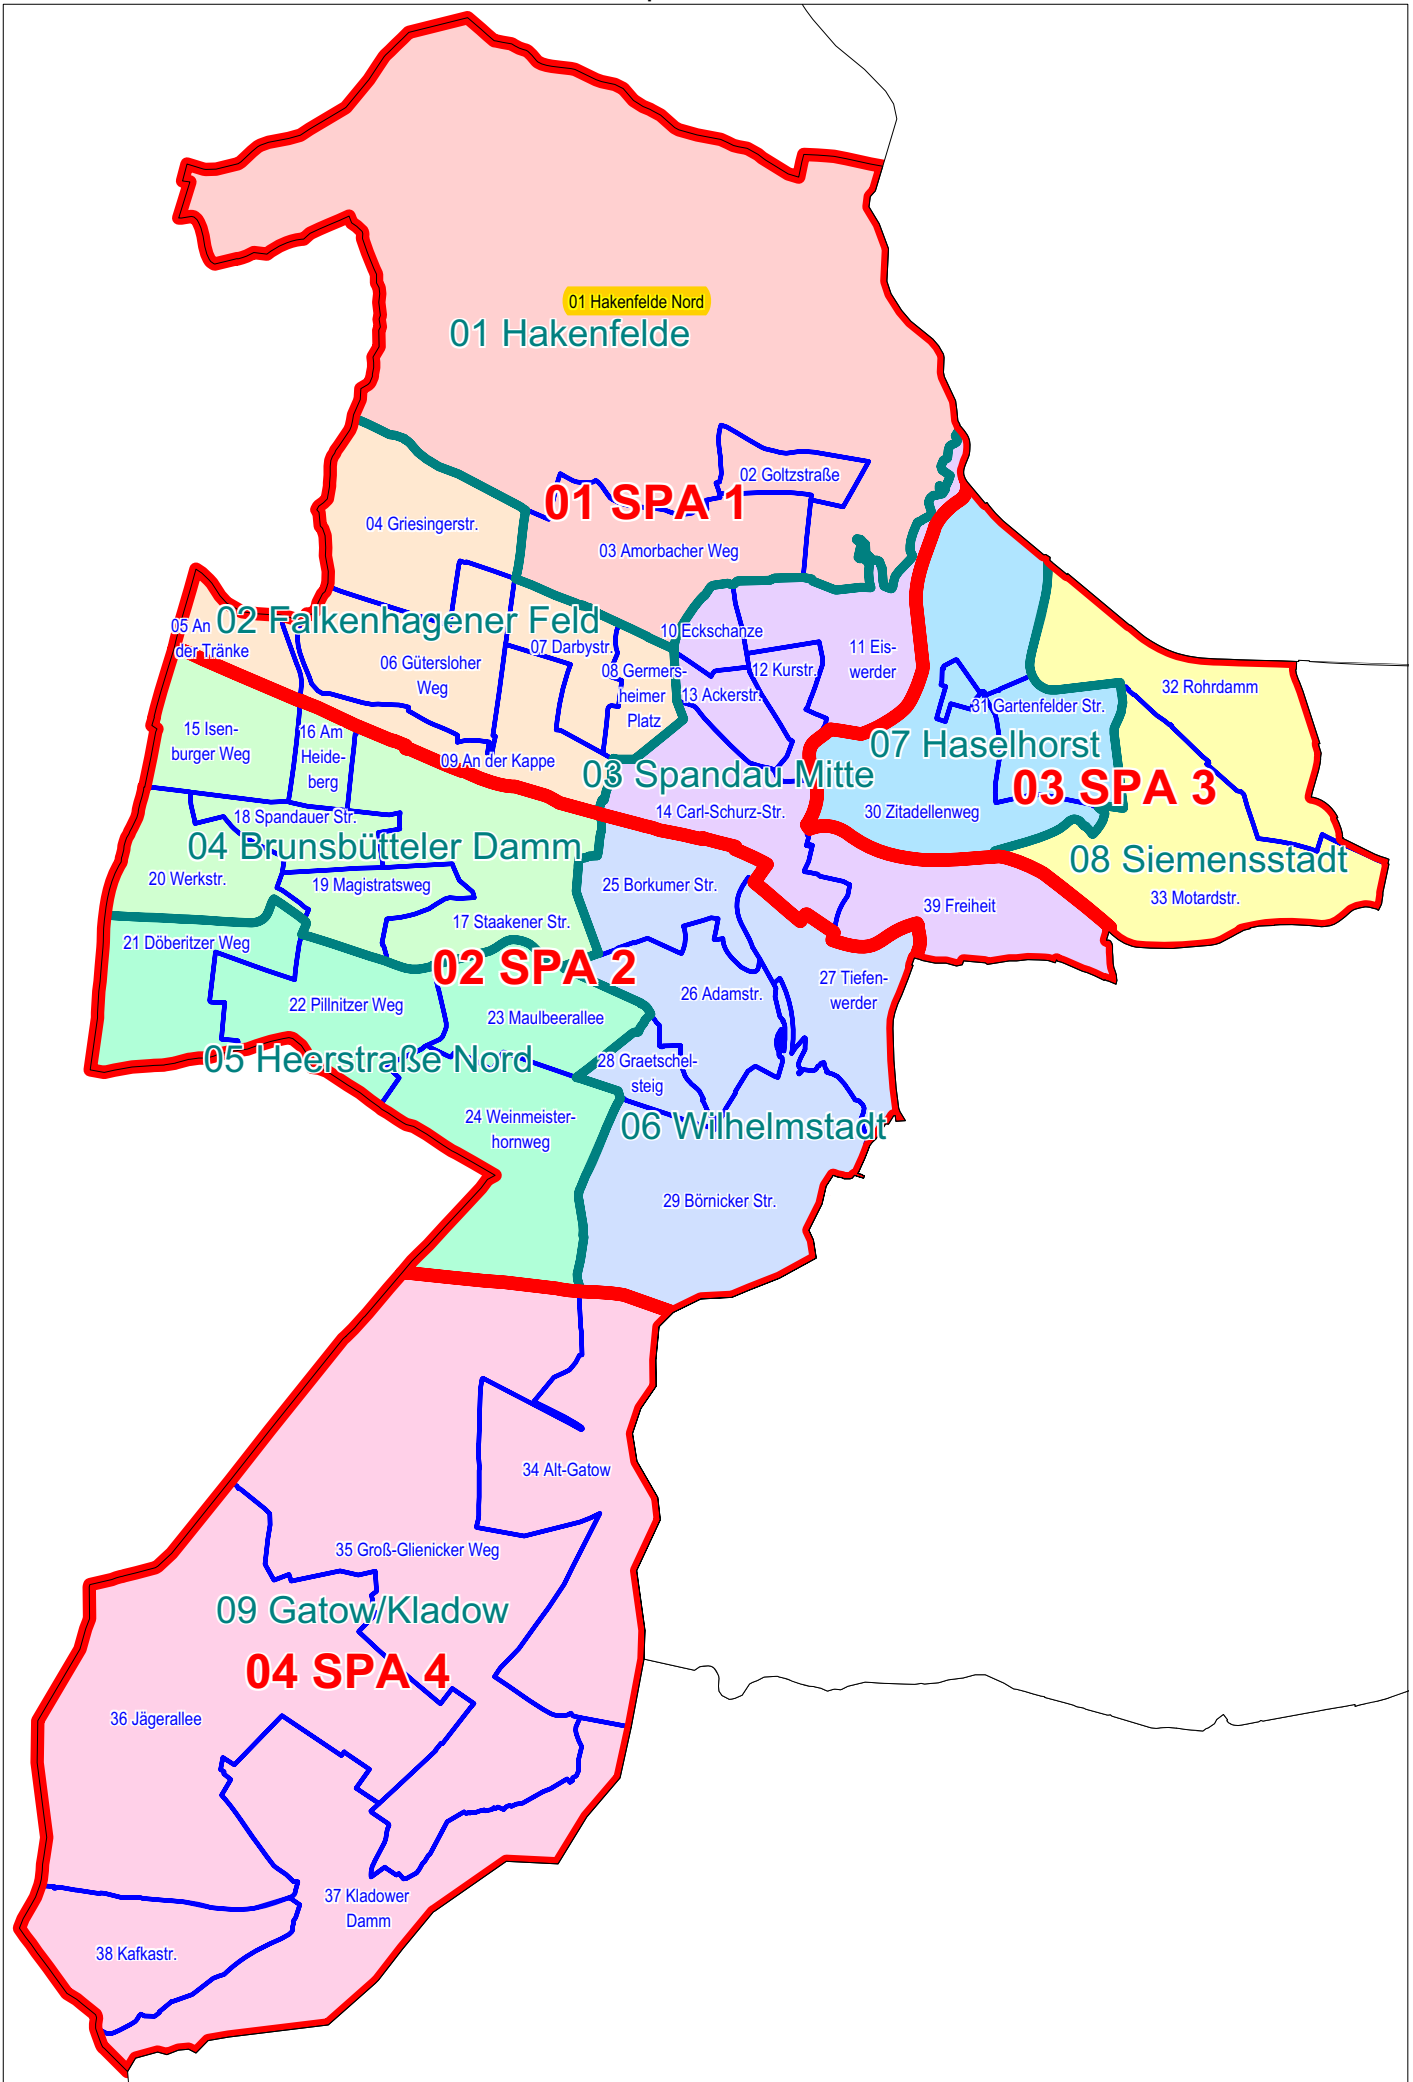 01 Hakenfelde Nord
01 Hakenfelde
02 Goltzstraße
01 SPA 1
04 Griesingerstr.
03 Amorbacher Weg
05 An
der Tränke
02 Falkenhagener Feld
10 Eckschanze
07 Darbystr.
11 Eis-
werder
06 Gütersloher
Weg
08 Germers-
heimer
Platz
12 Kurstr.
13 Ackerstr.
32 Rohrdamm
31 Gartenfelder Str.
15 Isen-
burger Weg
16 Am
Heide-
berg
07 Haselhorst
09 An der Kappe
03 Spandau Mitte
03 SPA 3
14 Carl-Schurz-Str.
30 Zitadellenweg
18 Spandauer Str.
04 Brunsbütteler Damm
08 Siemensstadt
20 Werkstr.
19 Magistratsweg
25 Borkumer Str.
33 Motardstr.
39 Freiheit
17 Staakener Str.
21 Döberitzer Weg
02 SPA 2
27 Tiefen-
werder
26 Adamstr.
22 Pillnitzer Weg
23 Maulbeerallee
05 Heerstraße Nord
28 Graetschel-
steig
24 Weinmeister-
hornweg
06 Wilhelmstadt
29 Börnicker Str.
34 Alt-Gatow
35 Groß-Glienicker Weg
09 Gatow/Kladow
04 SPA 4
36 Jägerallee
37 Kladower
Damm
38 Kafkastr.